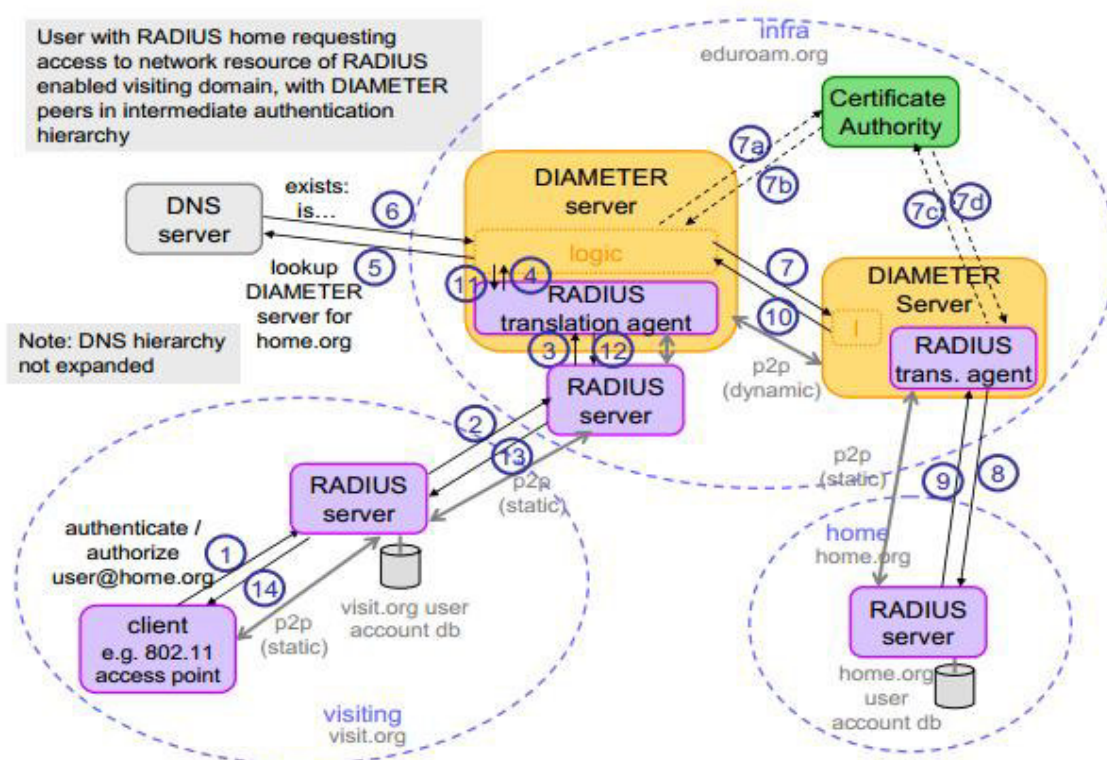 User with RADIUS home requesting
access to network resource of RADIUS
enabled visiting domain, with DIAMETER
peers in intermediate authentication
hierarchy
infra
eduroam.org
Certificate
Authority
7a
7b
7c
7d
DIAMETER
server
logic
DNS
server
exists:
is...
6
5
lookup
DIAMETER
server for
home.org
11
4
RADIUS
translation agent
7
10
DIAMETER
Server
l
RADIUS
trans. agent
Note: DNS hierarchy
not expanded
3
12
p2p
(dynamic)
RADIUS
server
2
13
p2p
(static)
p2p
(static)
9
8
RADIUS
server
authenticate /
authorize
user@home.org
1
14
visit.org user
account db
p2p
(static)
client
e.g. 802.11
access point
visiting
visit.org
home
home.org
RADIUS
server
home.org
user
account db